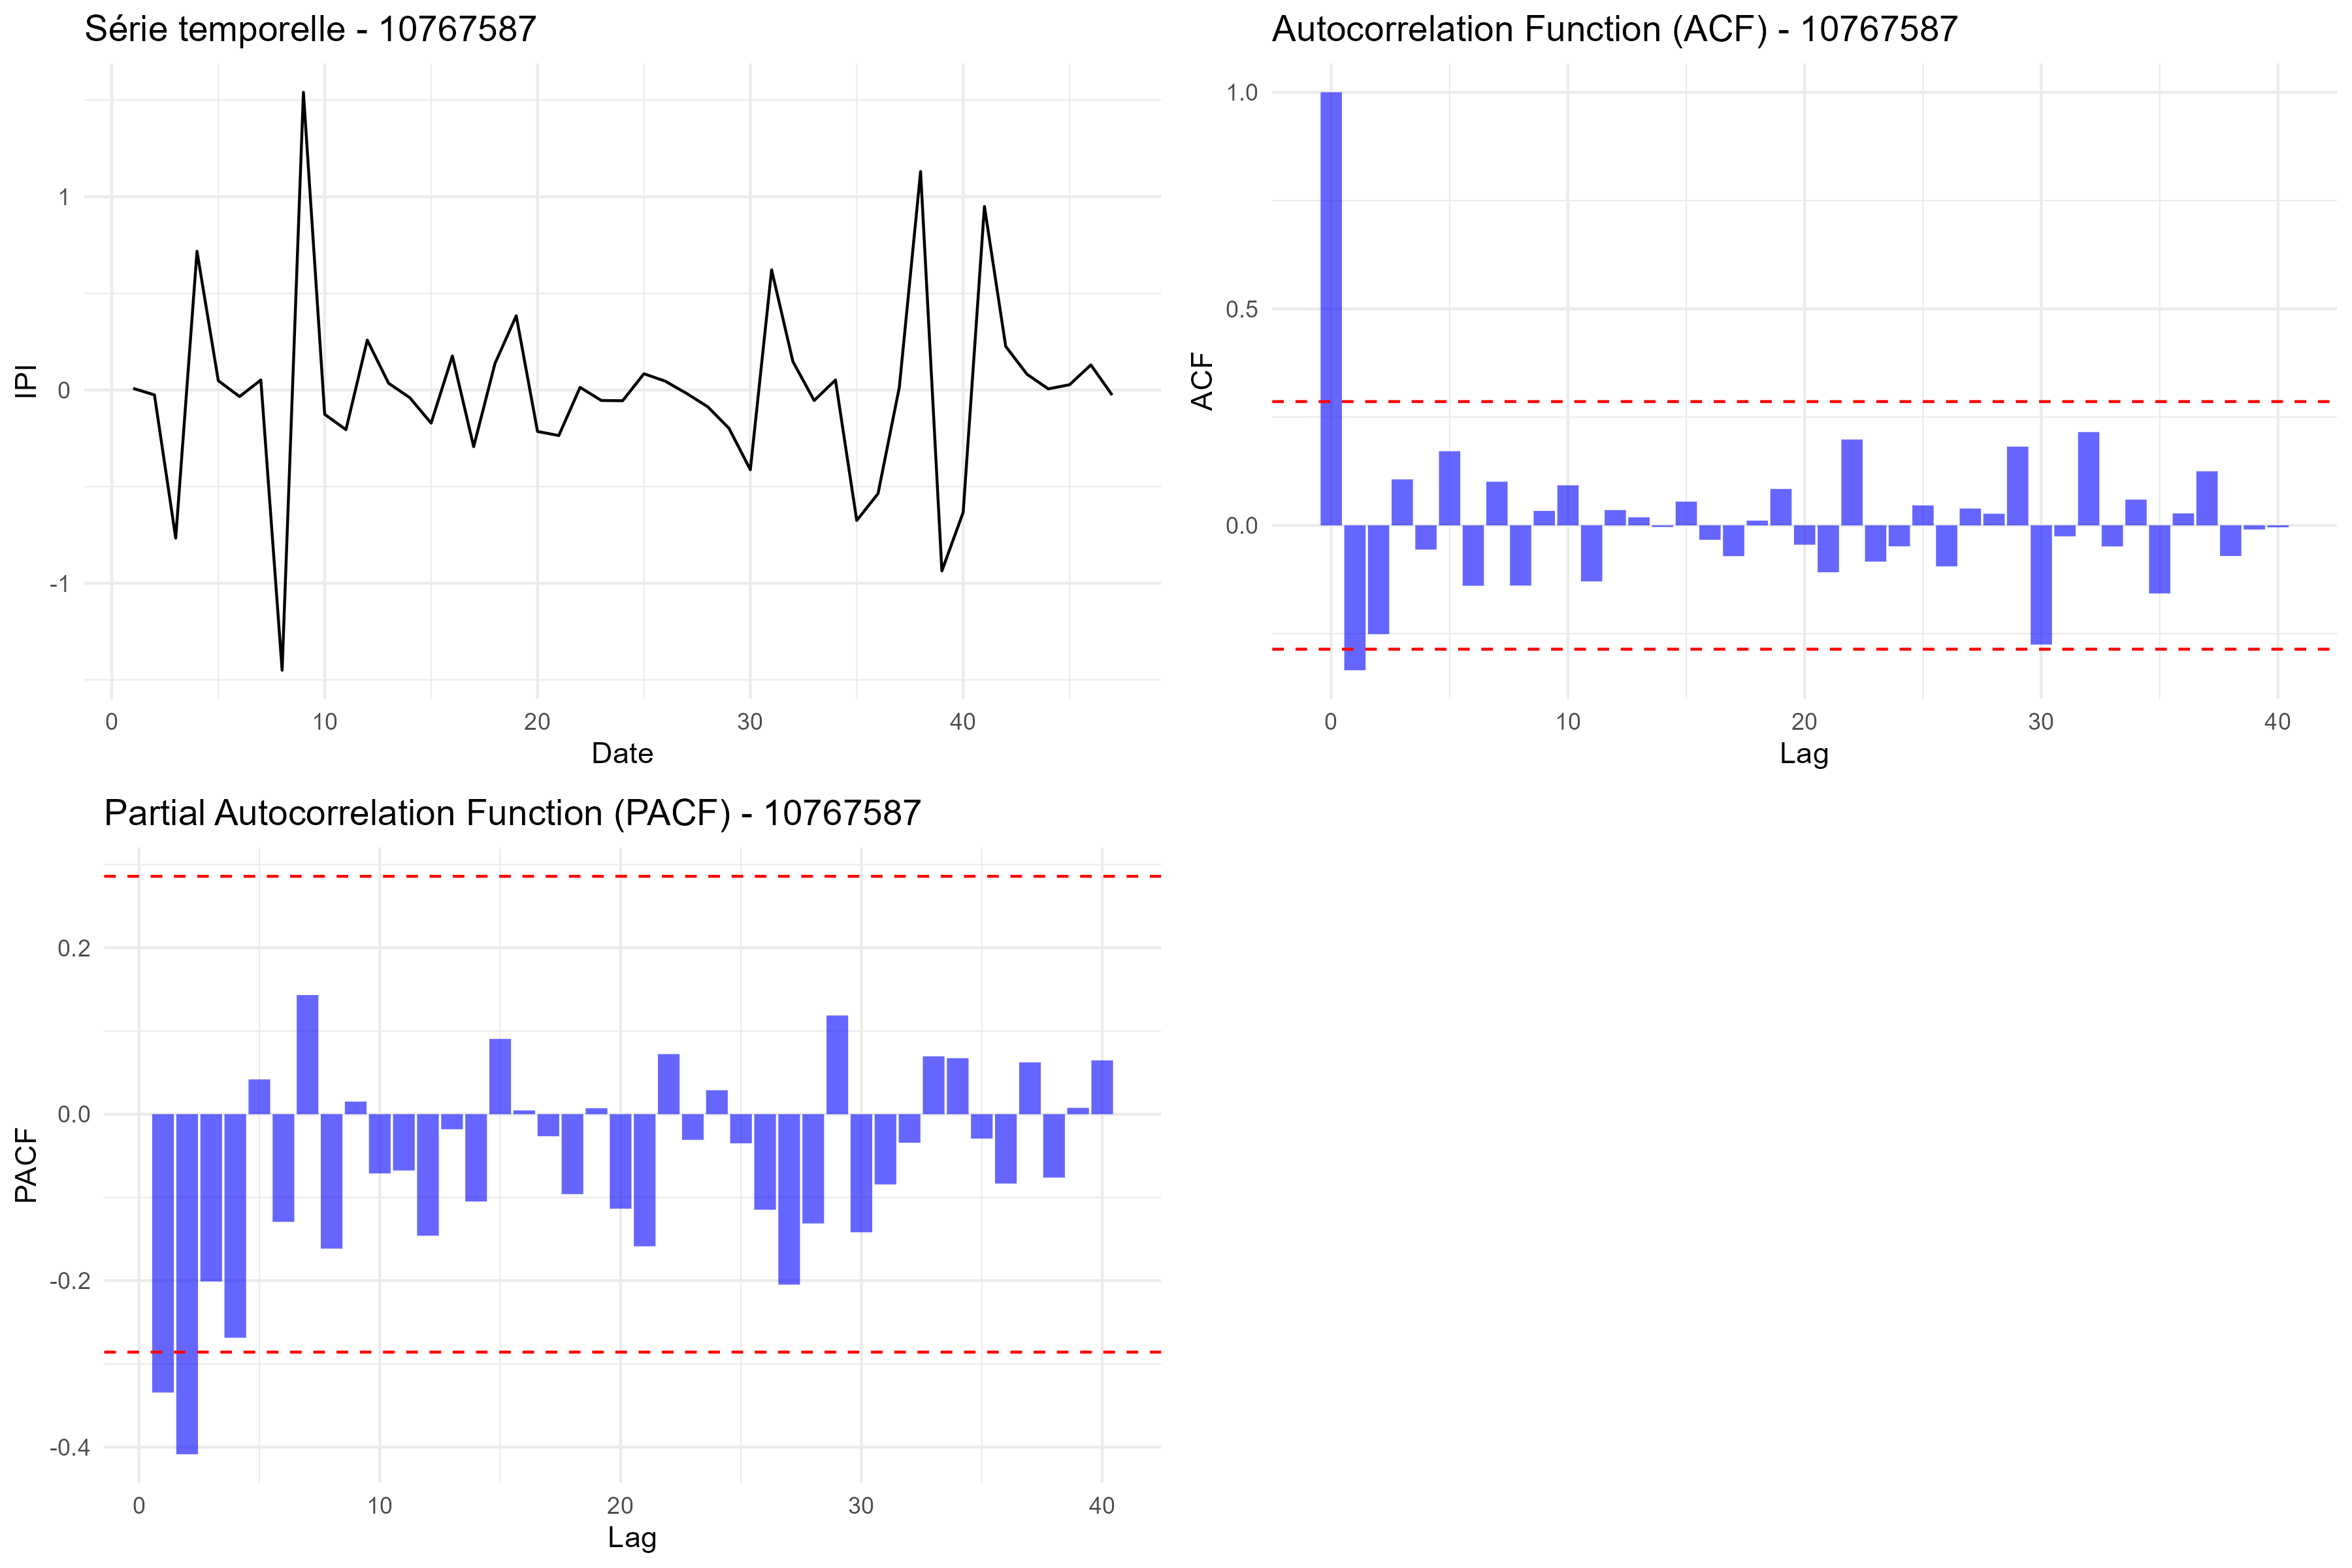 Série temporelle - 10767587
IPI
1
0
-1
0 10 20 30 40
Date
Autocorrelation Function (ACF) - 10767587
ACF
1.0
0.5
0.0
0 10 20 30 40
Lag
Partial Autocorrelation Function (PACF) - 10767587
PACF
0.2
0.0
-0.2
-0.4
0 10 20 30 40
Lag